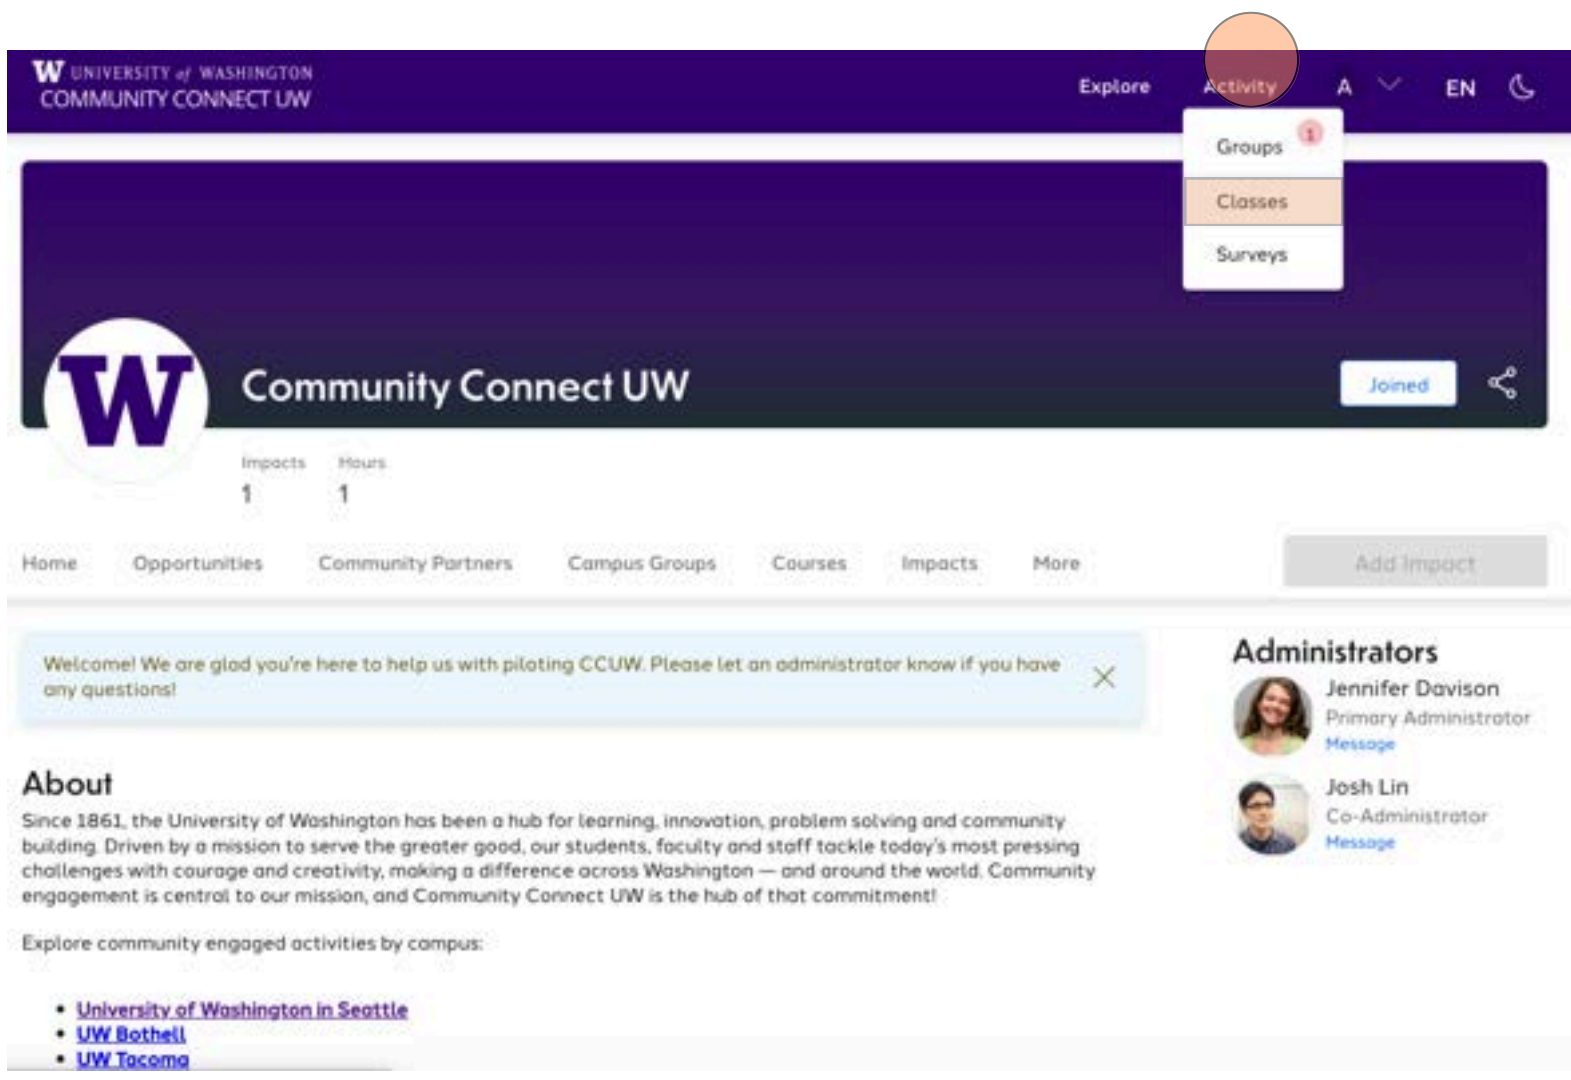 W UNIVERSITY of WASHINGTON
COMMUNITY CONNECT UW
Explore
Activity
A
EN
Groups
1
Classes
Surveys
W
Community Connect UW
Joined
Impacts Hours
1 1
Home Opportunities Community Partners Campus Groups Courses Impacts More
Add Impact
Welcome! We are glad you're here to help us with piloting CCUW. Please let an administrator know if you have
any questions!
Administrators
Jennifer Davison
Primary Administrator
Message
Josh Lin
Co-Administrator
Message
About
Since 1861, the University of Washington has been a hub for learning, innovation, problem solving and community
building. Driven by a mission to serve the greater good, our students, faculty and staff tackle today's most pressing
challenges with courage and creativity, making a difference across Washington — and around the world. Community
engagement is central to our mission, and Community Connect UW is the hub of that commitment!
Explore community engaged activities by campus:
• University of Washington in Seattle
• UW Bothell
• UW Tacoma